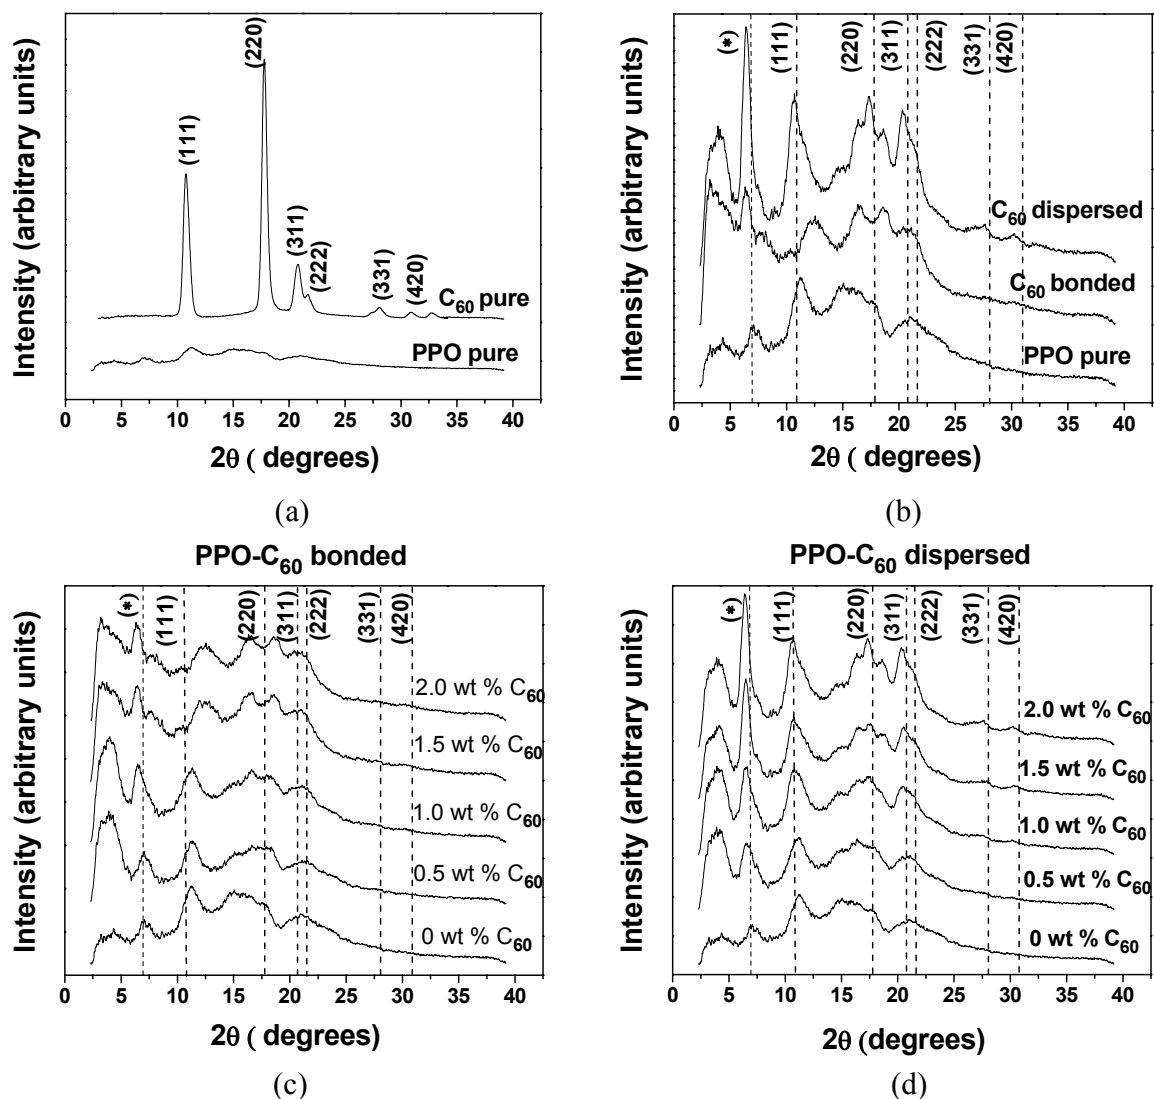 Intensity (arbitrary units)
(111)
(220)
(311)
(222)
(331)
(420)
C60 pure
PPO pure
0 5 10 15 20 25 30 35 40
2θ ( degrees)
(a)
Intensity (arbitrary units)
(*)
(111)
(220)
(311)
(222)
(331)
(420)
C60 dispersed
C60 bonded
PPO pure
0 5 10 15 20 25 30 35 40
2θ ( degrees)
(b)
PPO-C60 bonded
Intensity (arbitrary units)
(*)
(111)
(220)
(311)
(222)
(331)
(420)
2.0 wt % C60
1.5 wt % C60
1.0 wt % C60
0.5 wt % C60
0 wt % C60
0 5 10 15 20 25 30 35 40
2θ ( degrees)
(c)
PPO-C60 dispersed
Intensity (arbitrary units)
(*)
(111)
(220)
(311)
(222)
(331)
(420)
2.0 wt % C60
1.5 wt % C60
1.0 wt % C60
0.5 wt % C60
0 wt % C60
0 5 10 15 20 25 30 35 40
2θ (degrees)
(d)